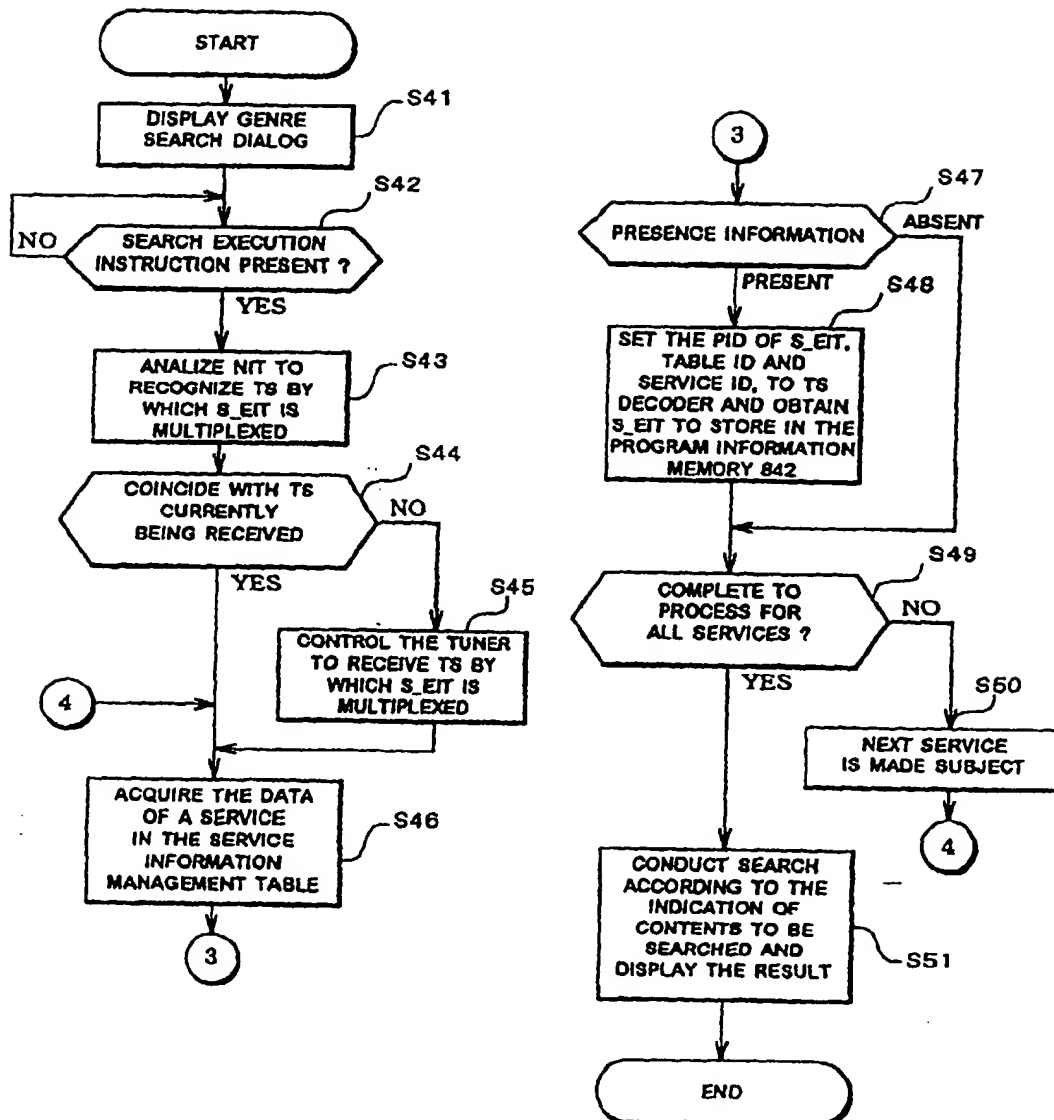 START
S41
DISPLAY GENRE
SEARCH DIALOG
S42
NO
SEARCH EXECUTION
INSTRUCTION PRESENT ?
YES
S43
ANALIZE NIT TO
RECOGNIZE TS BY
WHICH S_EIT IS
MULTIPLEXED
S44
COINCIDE WITH TS
CURRENTLY
BEING RECEIVED
NO
YES
S45
CONTROL THE TUNER
TO RECEIVE TS BY
WHICH S_EIT IS
MULTIPLEXED
4
ACQUIRE THE DATA
OF A SERVICE
IN THE SERVICE
INFORMATION
MANAGEMENT TABLE
S46
3
3
S47
PRESENCE INFORMATION
ABSENT
PRESENT
S48
SET THE PID OF S_EIT,
TABLE ID AND
SERVICE ID, TO TS
DECODER AND OBTAIN
S_EIT TO STORE IN THE
PROGRAM INFORMATION
MEMORY 842
S49
COMPLETE TO
PROCESS FOR
ALL SERVICES ?
NO
YES
S50
NEXT SERVICE
IS MADE SUBJECT
4
CONDUCT SEARCH
ACCORDING TO THE
INDICATION OF
CONTENTS TO BE
SEARCHED AND
DISPLAY THE RESULT
S51
END